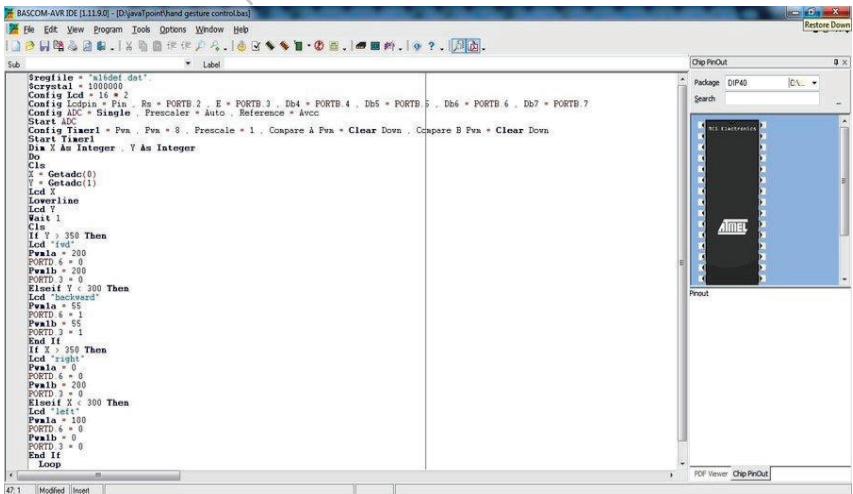 BASCOM-AVR IDE [1.11.9.0] - [D:\javaTpoint\hand gesture control.bas]
Restore Down
File Edit View Program Tools Options Window Help
Sub Label
Chip PinOut
Package DIP40
Search
MCS Electronics
ATMEL
Pinout
$regfile = "m16def.dat".
$crystal = 1000000
Config Lcd = 16 * 2
Config Lcdpin = Pin , Rs = PORTB.2 , E = PORTB.3 , Db4 = PORTB.4 , Db5 = PORTB.5 , Db6 = PORTB.6 , Db7 = PORTB.7
Config ADC = Single , Prescaler = Auto , Reference = Avcc
Start ADC
Config Timer1 = Pwm , Pwm = 8 , Prescale = 1 , Compare A Pwm = Clear Down , Compare B Pwm = Clear Down
Start Timer1
Dim X As Integer , Y As Integer
Do
Cls
X = Getadc(0)
Y = Getadc(1)
Lcd X
Lowerline
Lcd Y
Wait 1
Cls
If Y > 350 Then
Lcd "fwd"
Pwm1a = 200
PORTD.6 = 0
Pwm1b = 200
PORTD.3 = 0
Elseif Y < 300 Then
Lcd "backward"
Pwm1a = 55
PORTD.6 = 1
Pwm1b = 55
PORTD.3 = 1
End If
If X > 350 Then
Lcd "right"
Pwm1a = 0
PORTD.6 = 0
Pwm1b = 200
PORTD.3 = 0
Elseif X < 300 Then
Lcd "left"
Pwm1a = 100
PORTD.6 = 0
Pwm1b = 0
PORTD.3 = 0
End If
Loop
PDF Viewer Chip PinOut
47: 1 Modified Insert